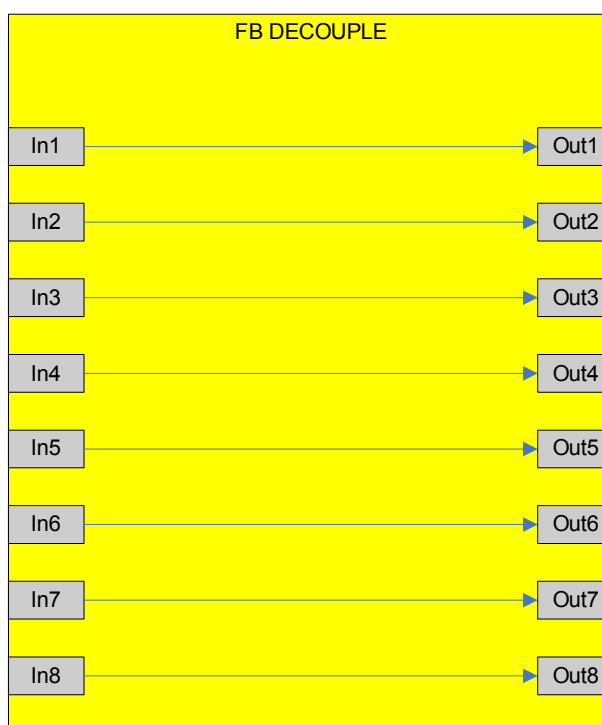 FB DECOUPLE
In1 Out1
In2 Out2
In3 Out3
In4 Out4
In5 Out5
In6 Out6
In7 Out7
In8 Out8